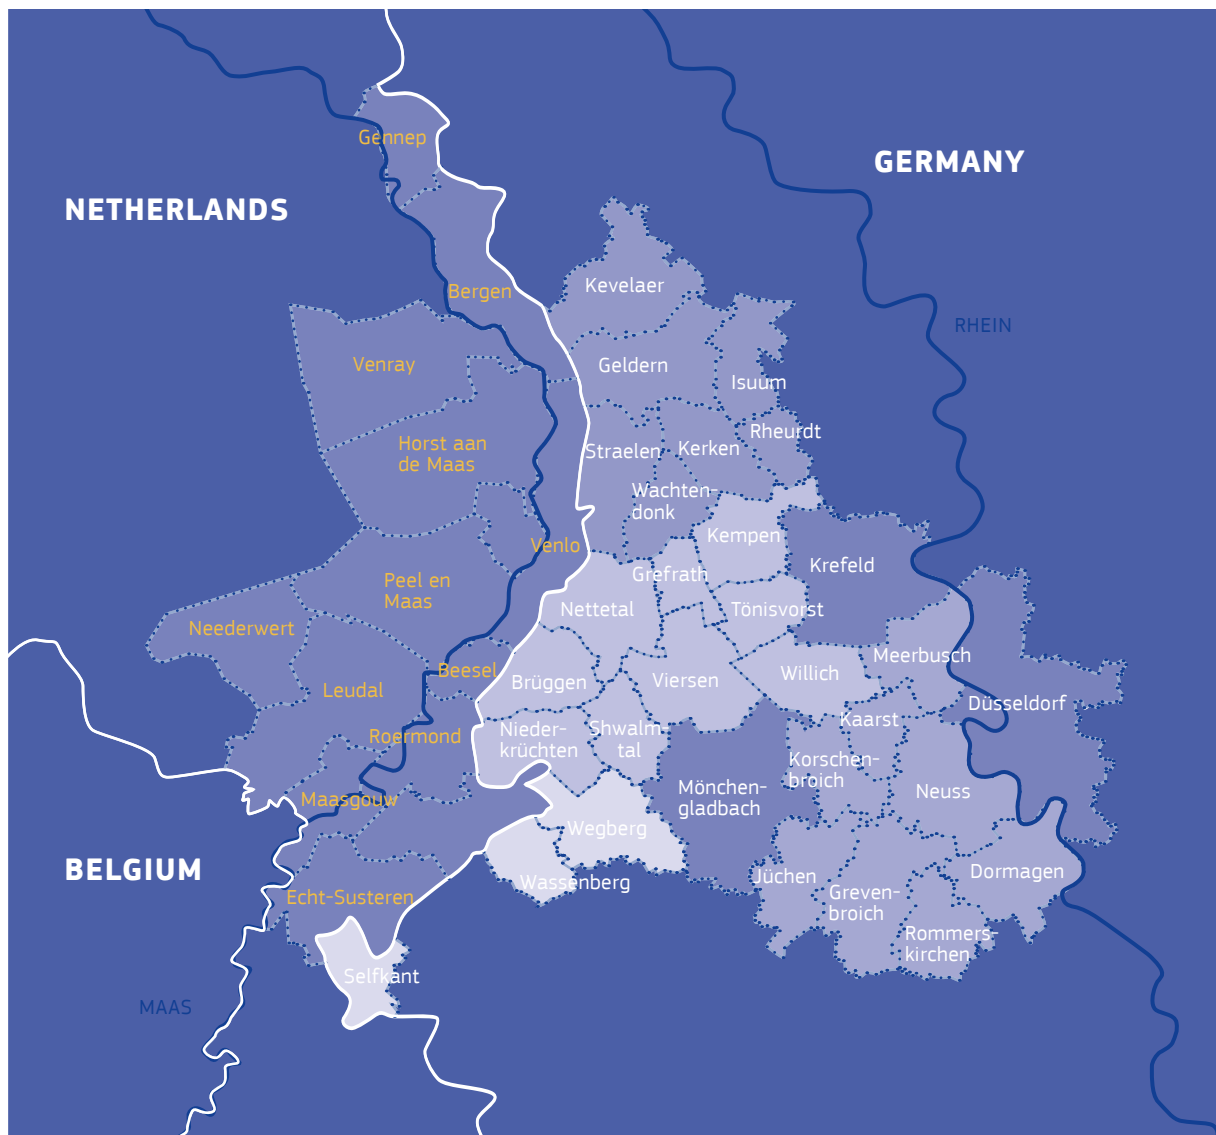 GERMANY
Gennep
NETHERLANDS
Kevelaer
Bergen
RHEIN
Venray
Geldern
Isuum
Horst aan
de Maas
Straelen
Kerken
Rheurdt
Wachten-
donk
Kempen
Venlo
Krefeld
Grefrath
Peel en
Maas
Nettetal
Tönisvorst
Neederwert
Beesel
Meerbusch
Leudal
Brüggen
Viersen
Willich
Düsseldorf
Roermond
Nieder-
krüchten
Shwalm-
tal
Kaarst
Korschen-
broich
Maasgouw
Mönchen-
gladbach
Neuss
Wegberg
BELGIUM
Wassenberg
Jüchen
Dormagen
Echt-Susteren
Greven-
broich
Rommers-
kirchen
Selfkant
MAAS